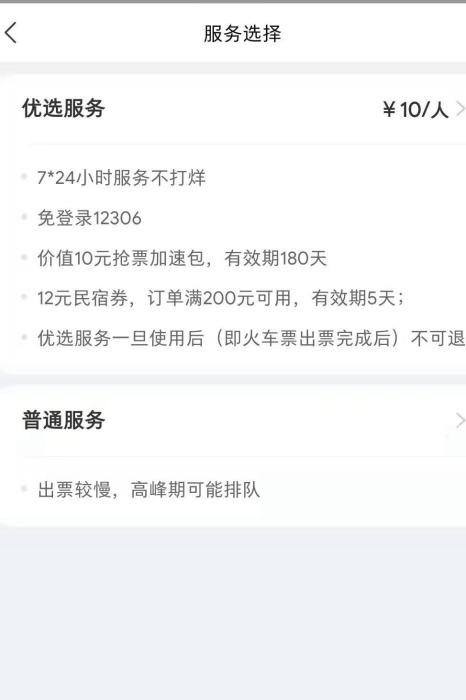 服务选择
优选服务 ¥10/人
7*24小时服务不打烊
免登录12306
价值10元抢票加速包，有效期180天
12元民宿券，订单满200元可用，有效期5天；
优选服务一旦使用后（即火车票出票完成后）不可退
普通服务
出票较慢，高峰期可能排队